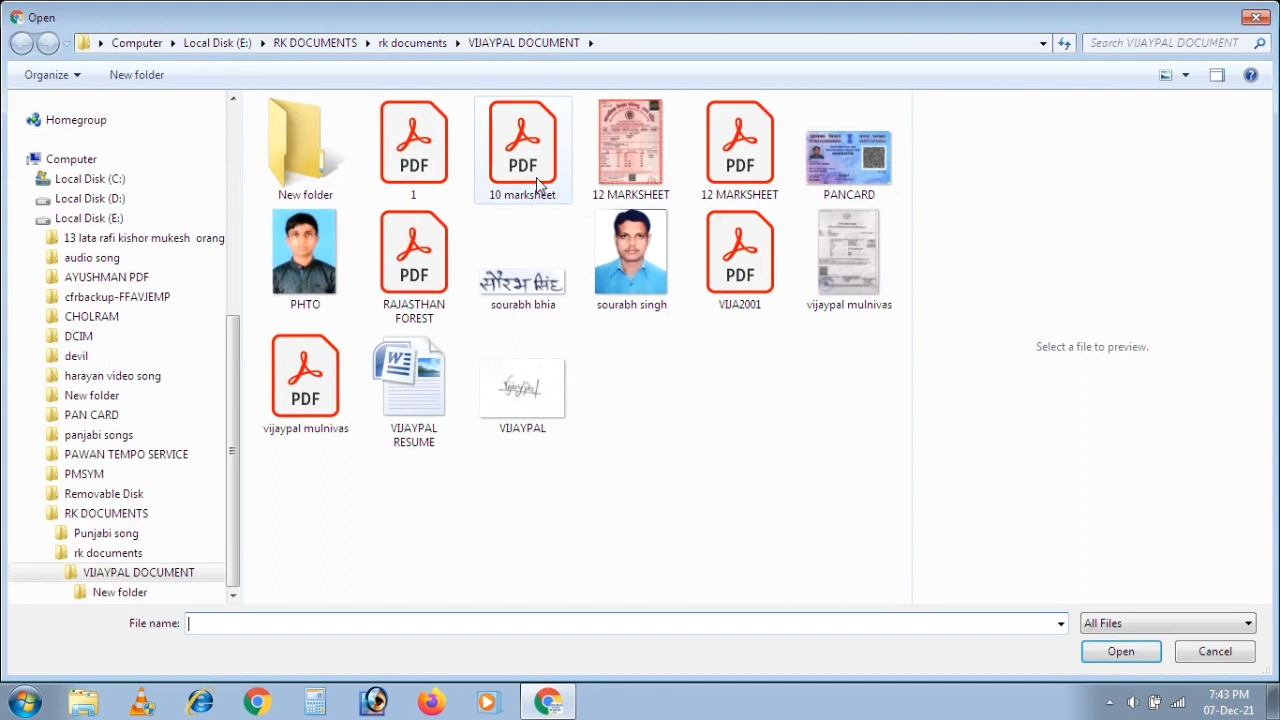 Open
Computer Local Disk (E:) RK DOCUMENTS rk documents VIJAYPAL DOCUMENT
Search VIJAYPAL DOCUMENT
Organize New folder
Homegroup
Computer
Local Disk (C:)
Local Disk (D:)
Local Disk (E:)
13 lata rafi kishor mukesh orang
audio song
AYUSHMAN PDF
cfrbackup-FFAVJEMP
CHOLRAM
DCIM
devil
harayan video song
New folder
PAN CARD
panjabi songs
PAWAN TEMPO SERVICE
PMSYM
Removable Disk
RK DOCUMENTS
Punjabi song
rk documents
VIJAYPAL DOCUMENT
New folder
PDF PDF PDF
New folder 1 10 marksheet 12 MARKSHEET 12 MARKSHEET PANCARD
PDF सौरभ सिंह PDF
PHTO RAJASTHAN FOREST sourabh bhia sourabh singh VIJA2001 vijaypal mulnivas
PDF W Vijaypal
vijaypal mulnivas VIJAYPAL RESUME VIJAYPAL
Select a file to preview.
File name: All Files
Open Cancel
7:43 PM
07-Dec-21